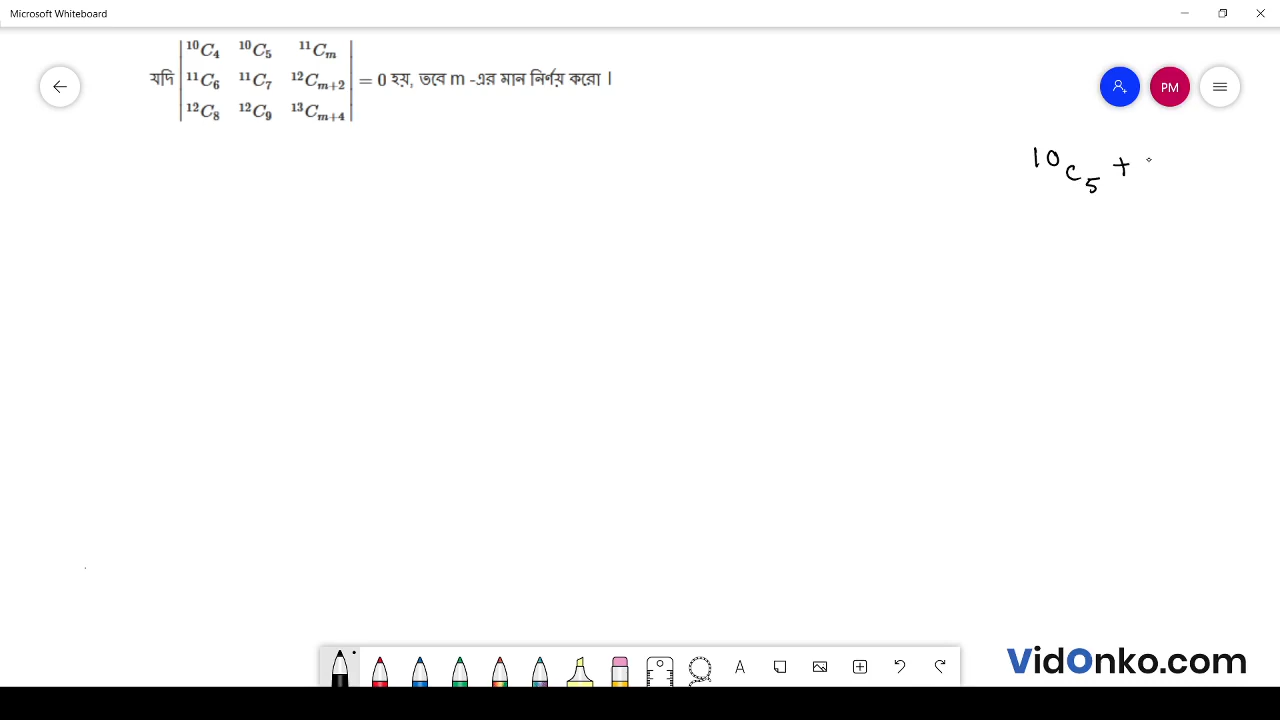 Microsoft Whiteboard
যদি | ¹⁰C₄ ¹⁰C₅ ¹¹Cₘ |
| ¹¹C₆ ¹¹C₇ ¹²Cₘ₊₂ | = 0 হয়, তবে m -এর মান নির্ণয় করো ।
| ¹²C₈ ¹²C₉ ¹³Cₘ₊₄ |
PM
¹⁰C₅ +
A
VidOnko.com